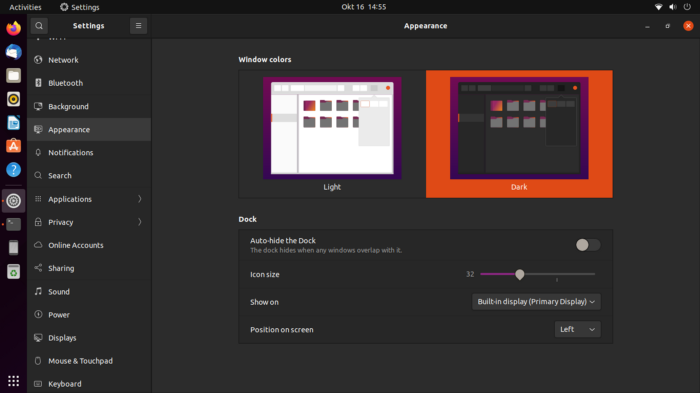 Activities
Settings
Okt 16 14:55
Settings
Appearance
Network
Bluetooth
Background
Appearance
Notifications
Search
Applications
Privacy
Online Accounts
Sharing
Sound
Power
Displays
Mouse & Touchpad
Keyboard
Window colors
Light
Dark
Dock
Auto-hide the Dock
The dock hides when any windows overlap with it.
Icon size
32
Show on
Built-in display (Primary Display)
Position on screen
Left